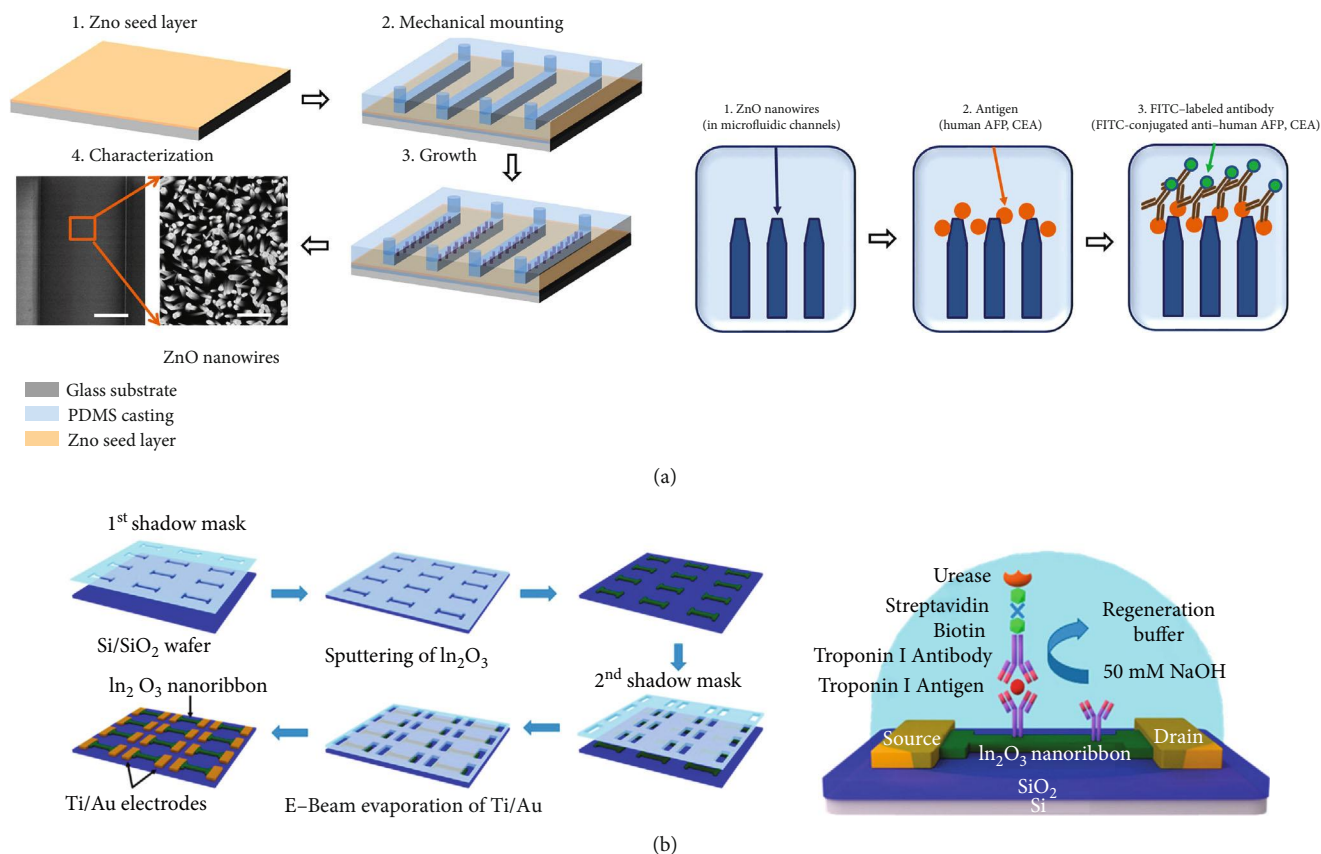 1. Zno seed layer
2. Mechanical mounting
4. Characterization
3. Growth
ZnO nanowires
Glass substrate
PDMS casting
Zno seed layer
1. ZnO nanowires
(in microfluidic channels)
2. Antigen
(human AFP, CEA)
3. FITC–labeled antibody
(FITC-conjugated anti–human AFP, CEA)
(a)
1st shadow mask
Si/SiO2 wafer
Sputtering of ln2O3
2nd shadow mask
ln2 O3 nanoribbon
Ti/Au electrodes
E–Beam evaporation of Ti/Au
Urease
Streptavidin
Biotin
Troponin I Antibody
Troponin I Antigen
Regeneration
buffer
50 mM NaOH
Source
Drain
ln2O3 nanoribbon
SiO2
Si
(b)